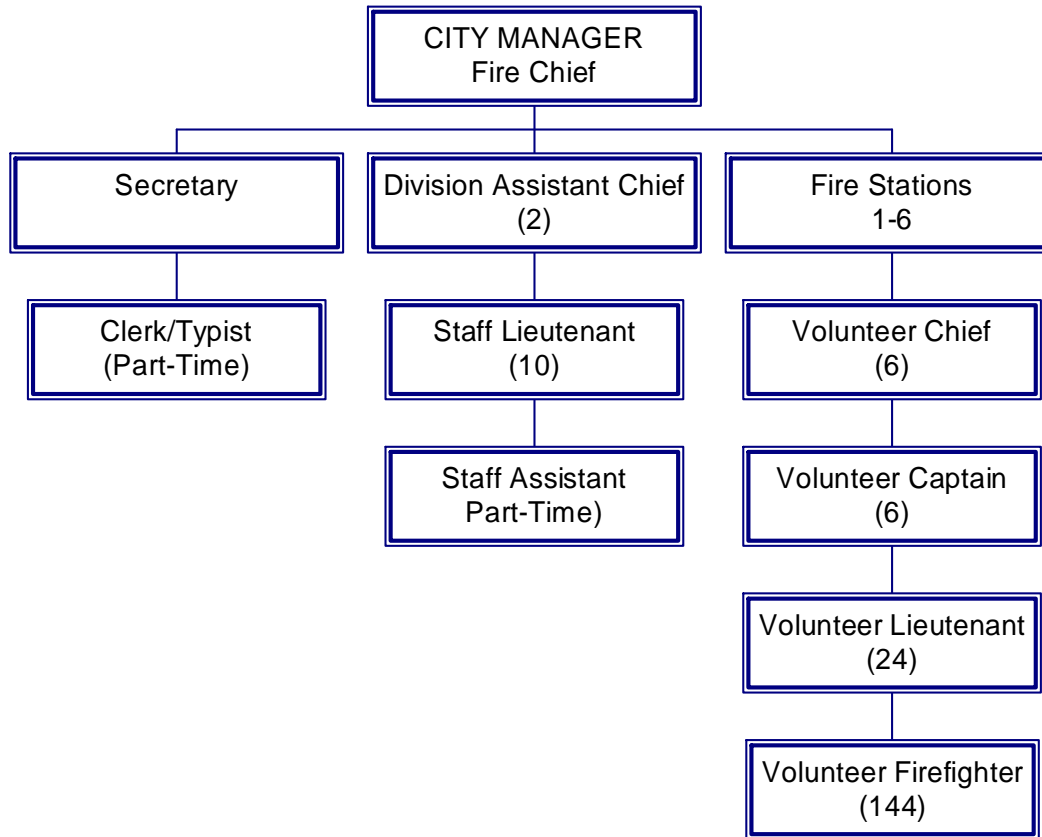 CITY MANAGER
Fire Chief
Secretary
Division Assistant Chief
(2)
Fire Stations
1-6
Clerk/Typist
(Part-Time)
Staff Lieutenant
(10)
Volunteer Chief
(6)
Staff Assistant
Part-Time)
Volunteer Captain
(6)
Volunteer Lieutenant
(24)
Volunteer Firefighter
(144)